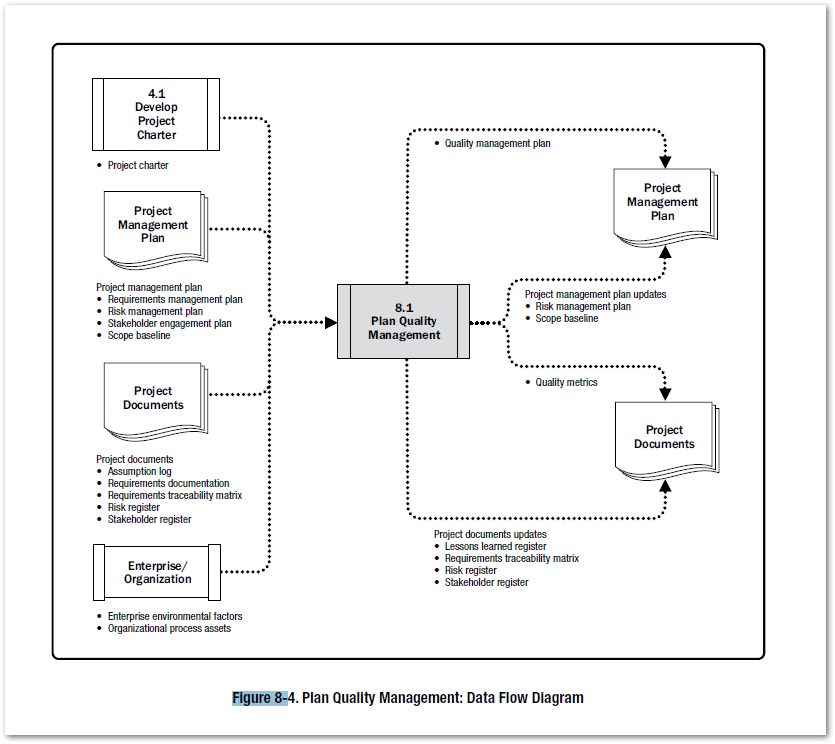 4.1
Develop
Project
Charter
• Project charter
Project
Management
Plan
Project management plan
• Requirements management plan
• Risk management plan
• Stakeholder engagement plan
• Scope baseline
Project
Documents
Project documents
• Assumption log
• Requirements documentation
• Requirements traceability matrix
• Risk register
• Stakeholder register
Enterprise/
Organization
• Enterprise environmental factors
• Organizational process assets
8.1
Plan Quality
Management
• Quality management plan
Project
Management
Plan
Project management plan updates
• Risk management plan
• Scope baseline
• Quality metrics
Project
Documents
Project documents updates
• Lessons learned register
• Requirements traceability matrix
• Risk register
• Stakeholder register
Figure 8-4. Plan Quality Management: Data Flow Diagram